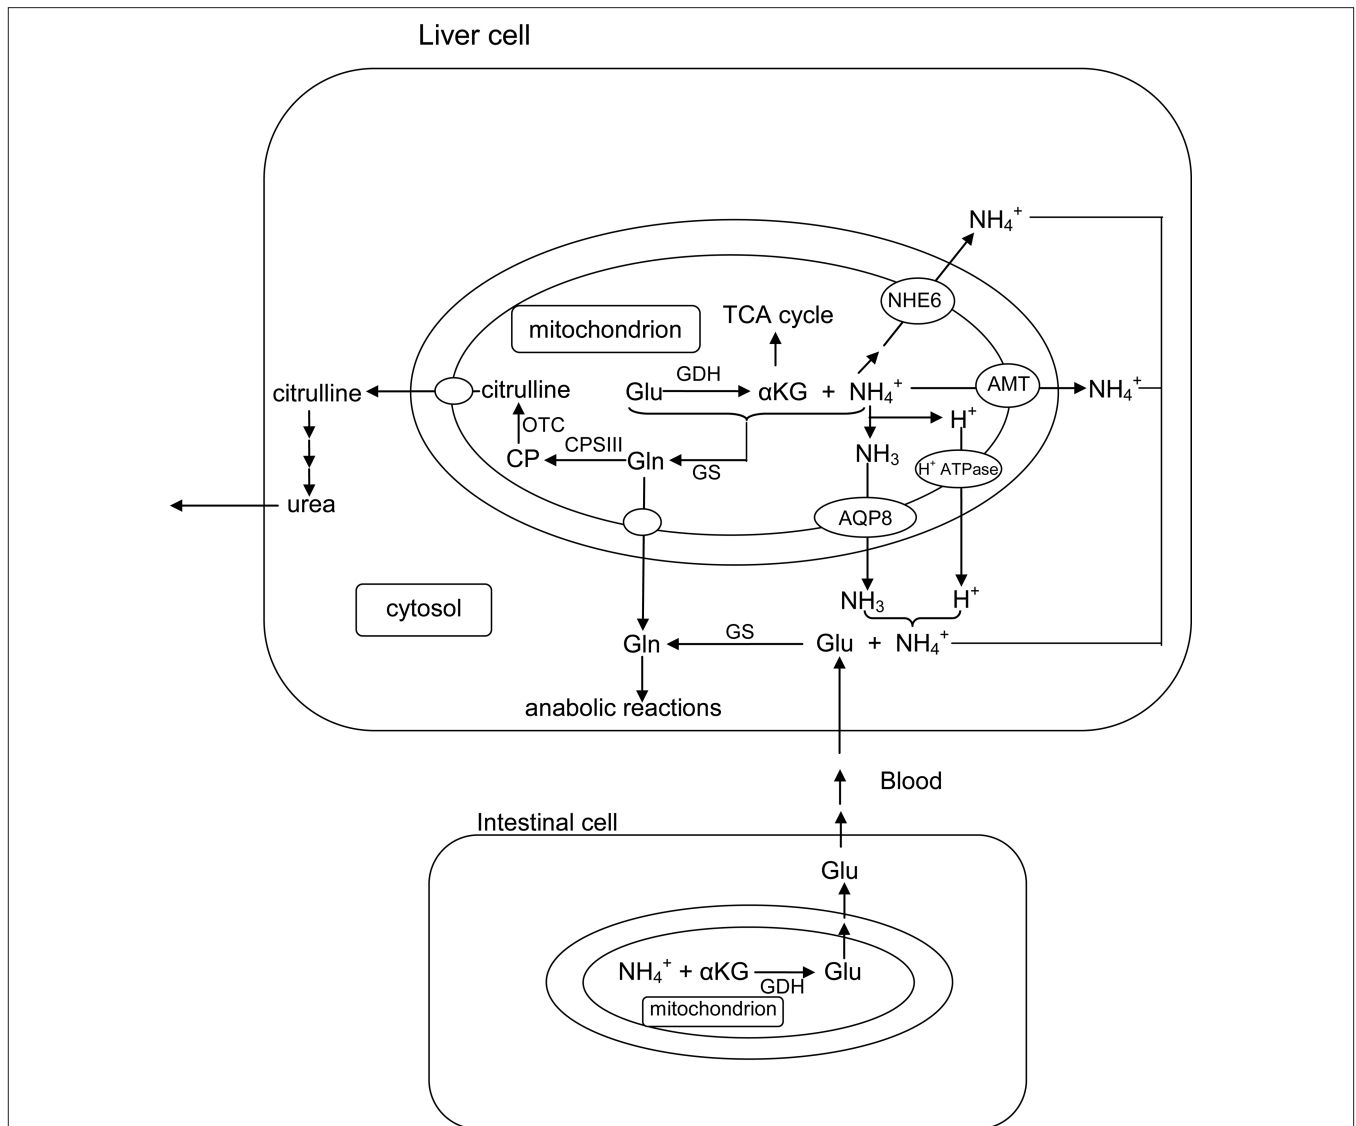 Liver cell
NH₄⁺
NHE6
TCA cycle
mitochondrion
citrulline
citrulline
Glu
GDH
αKG + NH₄⁺
AMT
NH₄⁺
OTC
H⁺
CP
CPSIII
Gln
GS
NH₃
H⁺ ATPase
urea
AQP8
cytosol
NH₃
H⁺
Gln
GS
Glu + NH₄⁺
anabolic reactions
Blood
Intestinal cell
Glu
NH₄⁺ + αKG
GDH
Glu
mitochondrion